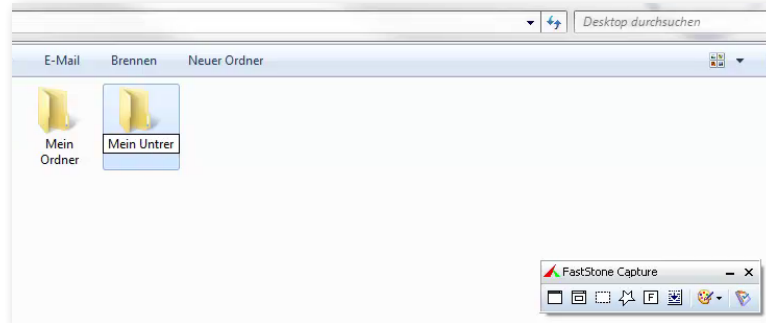 Desktop durchsuchen
E-Mail Brennen Neuer Ordner
Mein Ordner
Mein Untrer
FastStone Capture
F